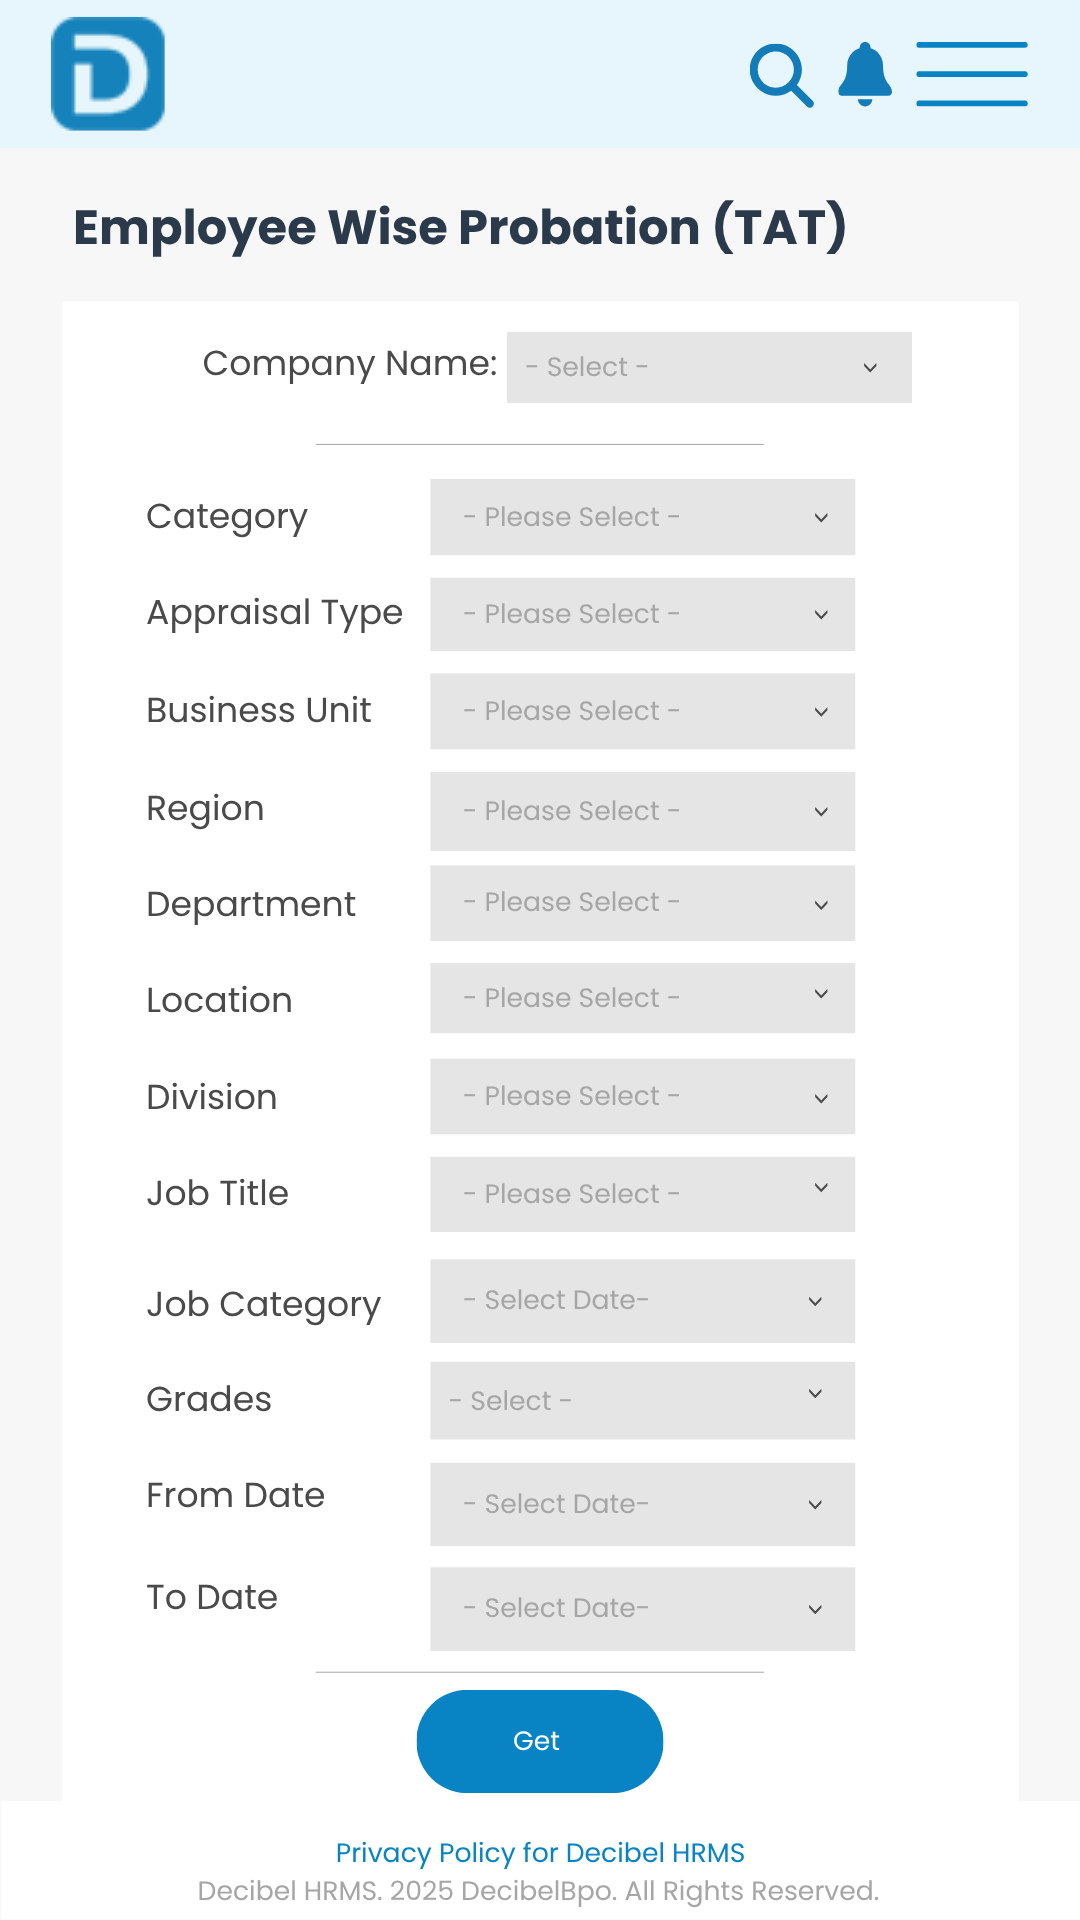 D
Employee Wise Probation (TAT)
Company Name: - Select -
Category - Please Select -
Appraisal Type - Please Select -
Business Unit - Please Select -
Region - Please Select -
Department - Please Select -
Location - Please Select -
Division - Please Select -
Job Title - Please Select -
Job Category - Select Date-
Grades - Select -
From Date - Select Date-
To Date - Select Date-
Get
Privacy Policy for Decibel HRMS
Decibel HRMS. 2025 DecibelBpo. All Rights Reserved.